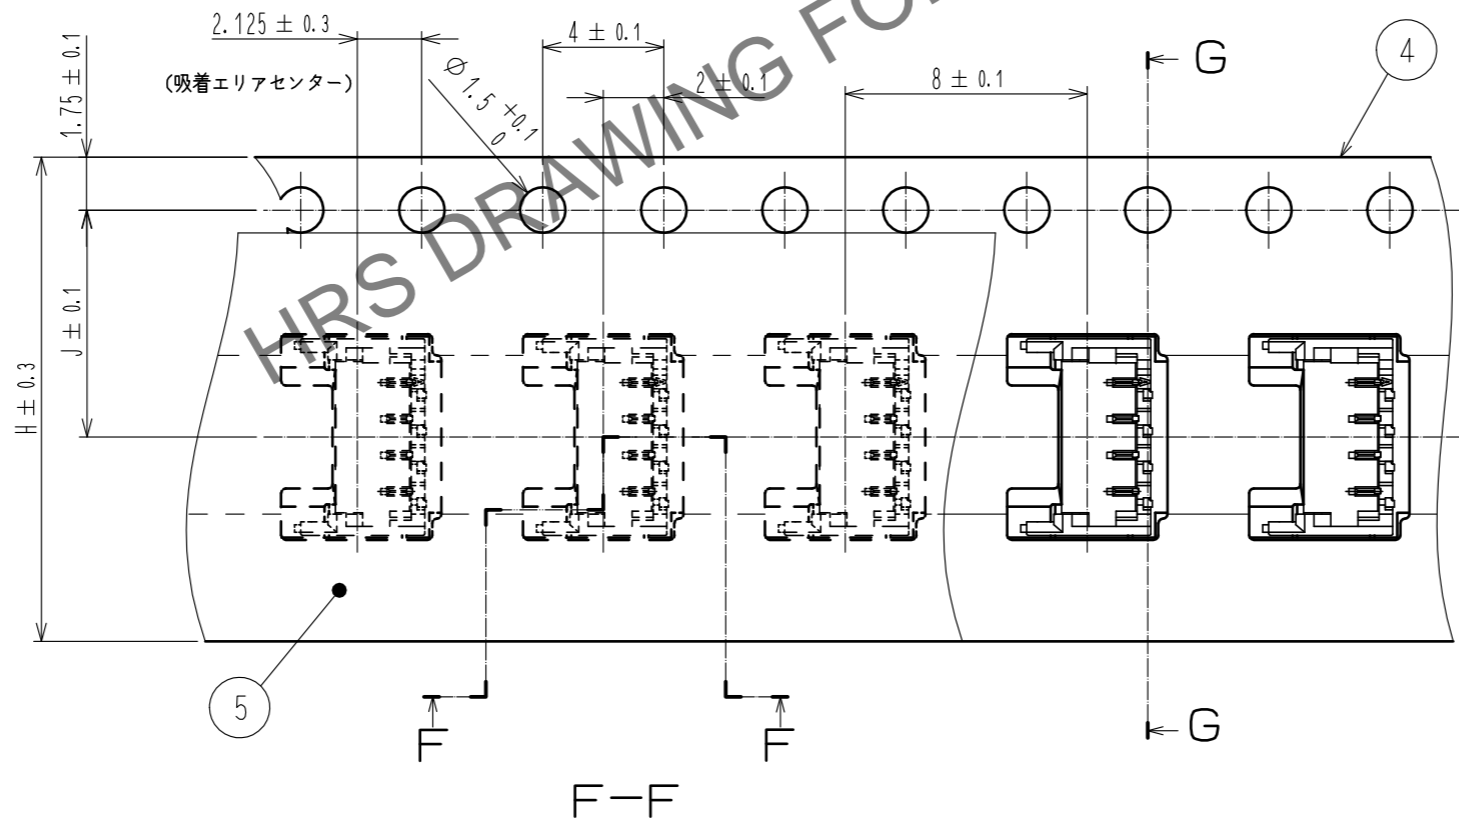 2.125 ± 0.3
(吸着エリアセンター)
1.75 ± 0.1
Ø 1.5 +0.1 0
4 ± 0.1
2 ± 0.1
8 ± 0.1
G
4
HRS DRAWING FO
J ± 0.1
H ± 0.3
5
F
F
G
F-F